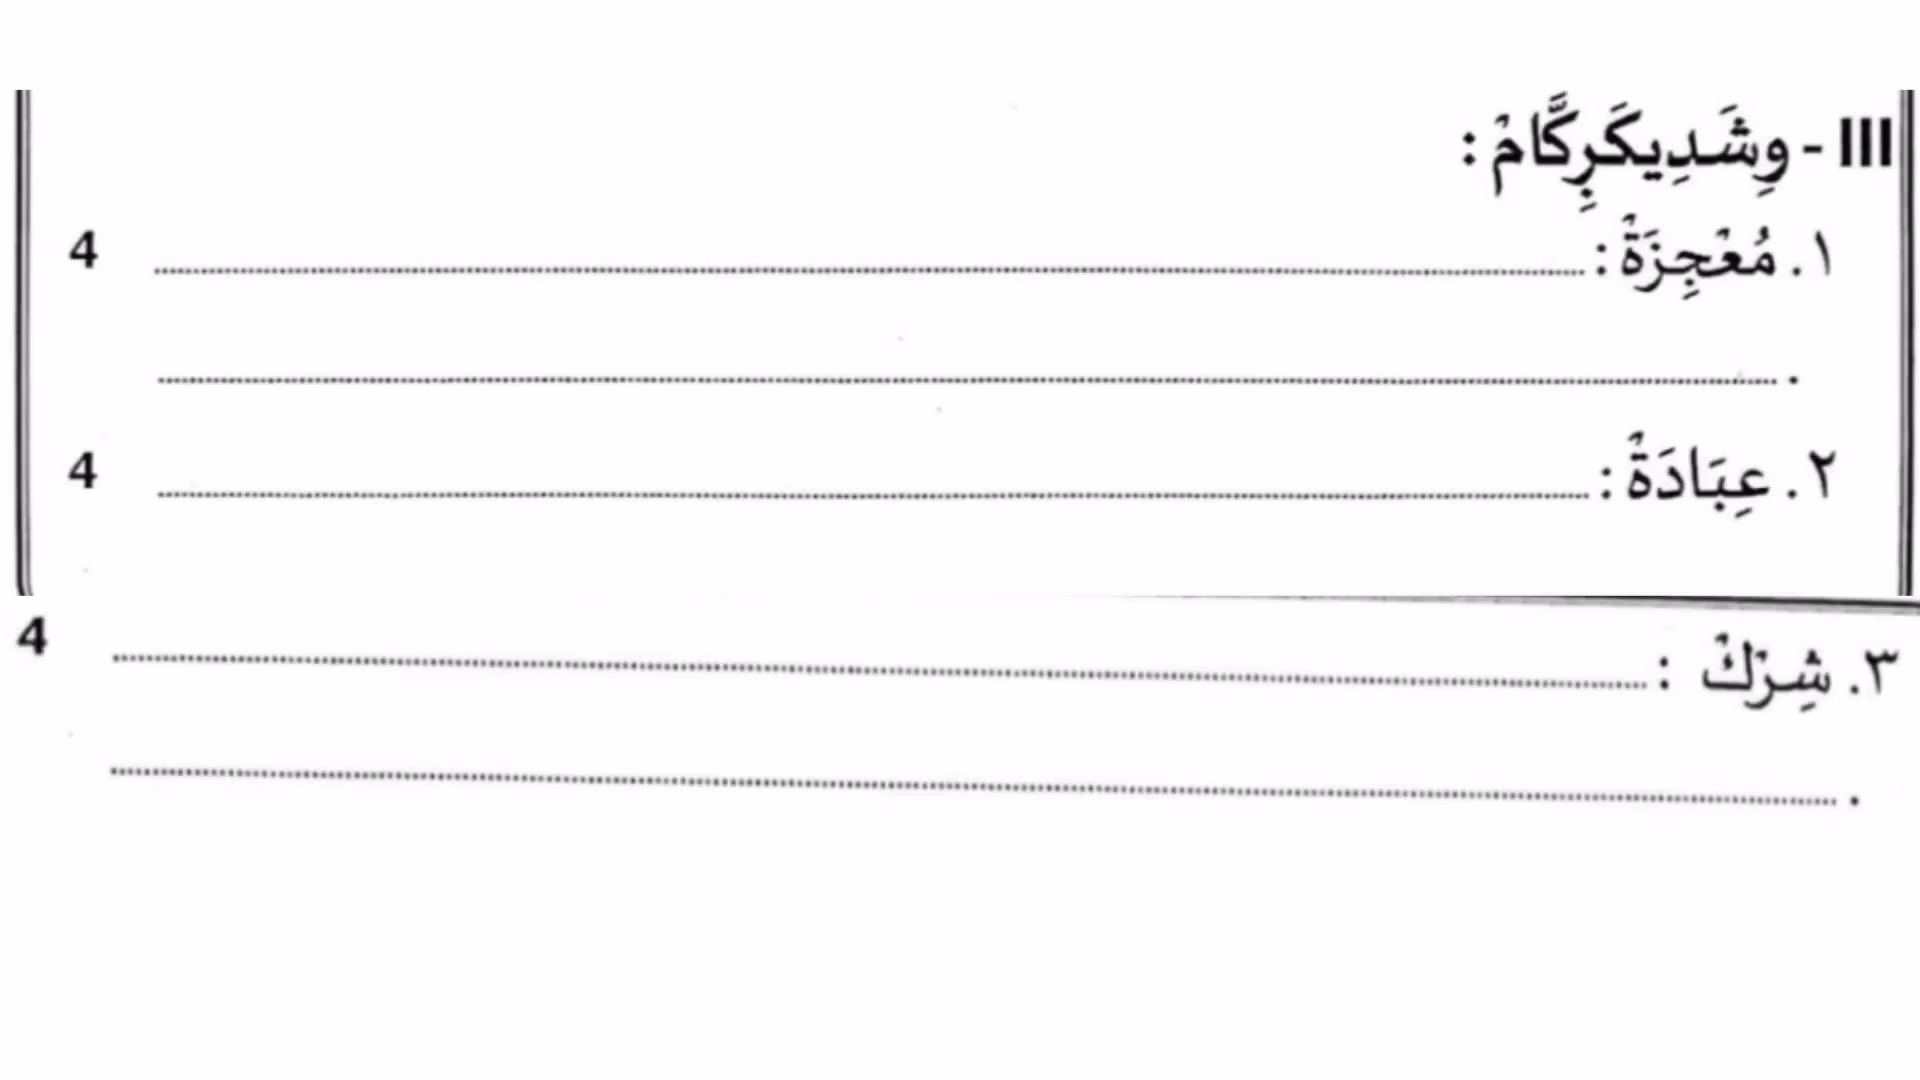 III - وِشَدِيكَرِكَّامْ :
١. مُعْجِزَةْ : ........................................ 4
........................................ .
٢. عِبَادَةْ : ........................................ 4
٣. شِرْكْ : ........................................ 4
........................................ .